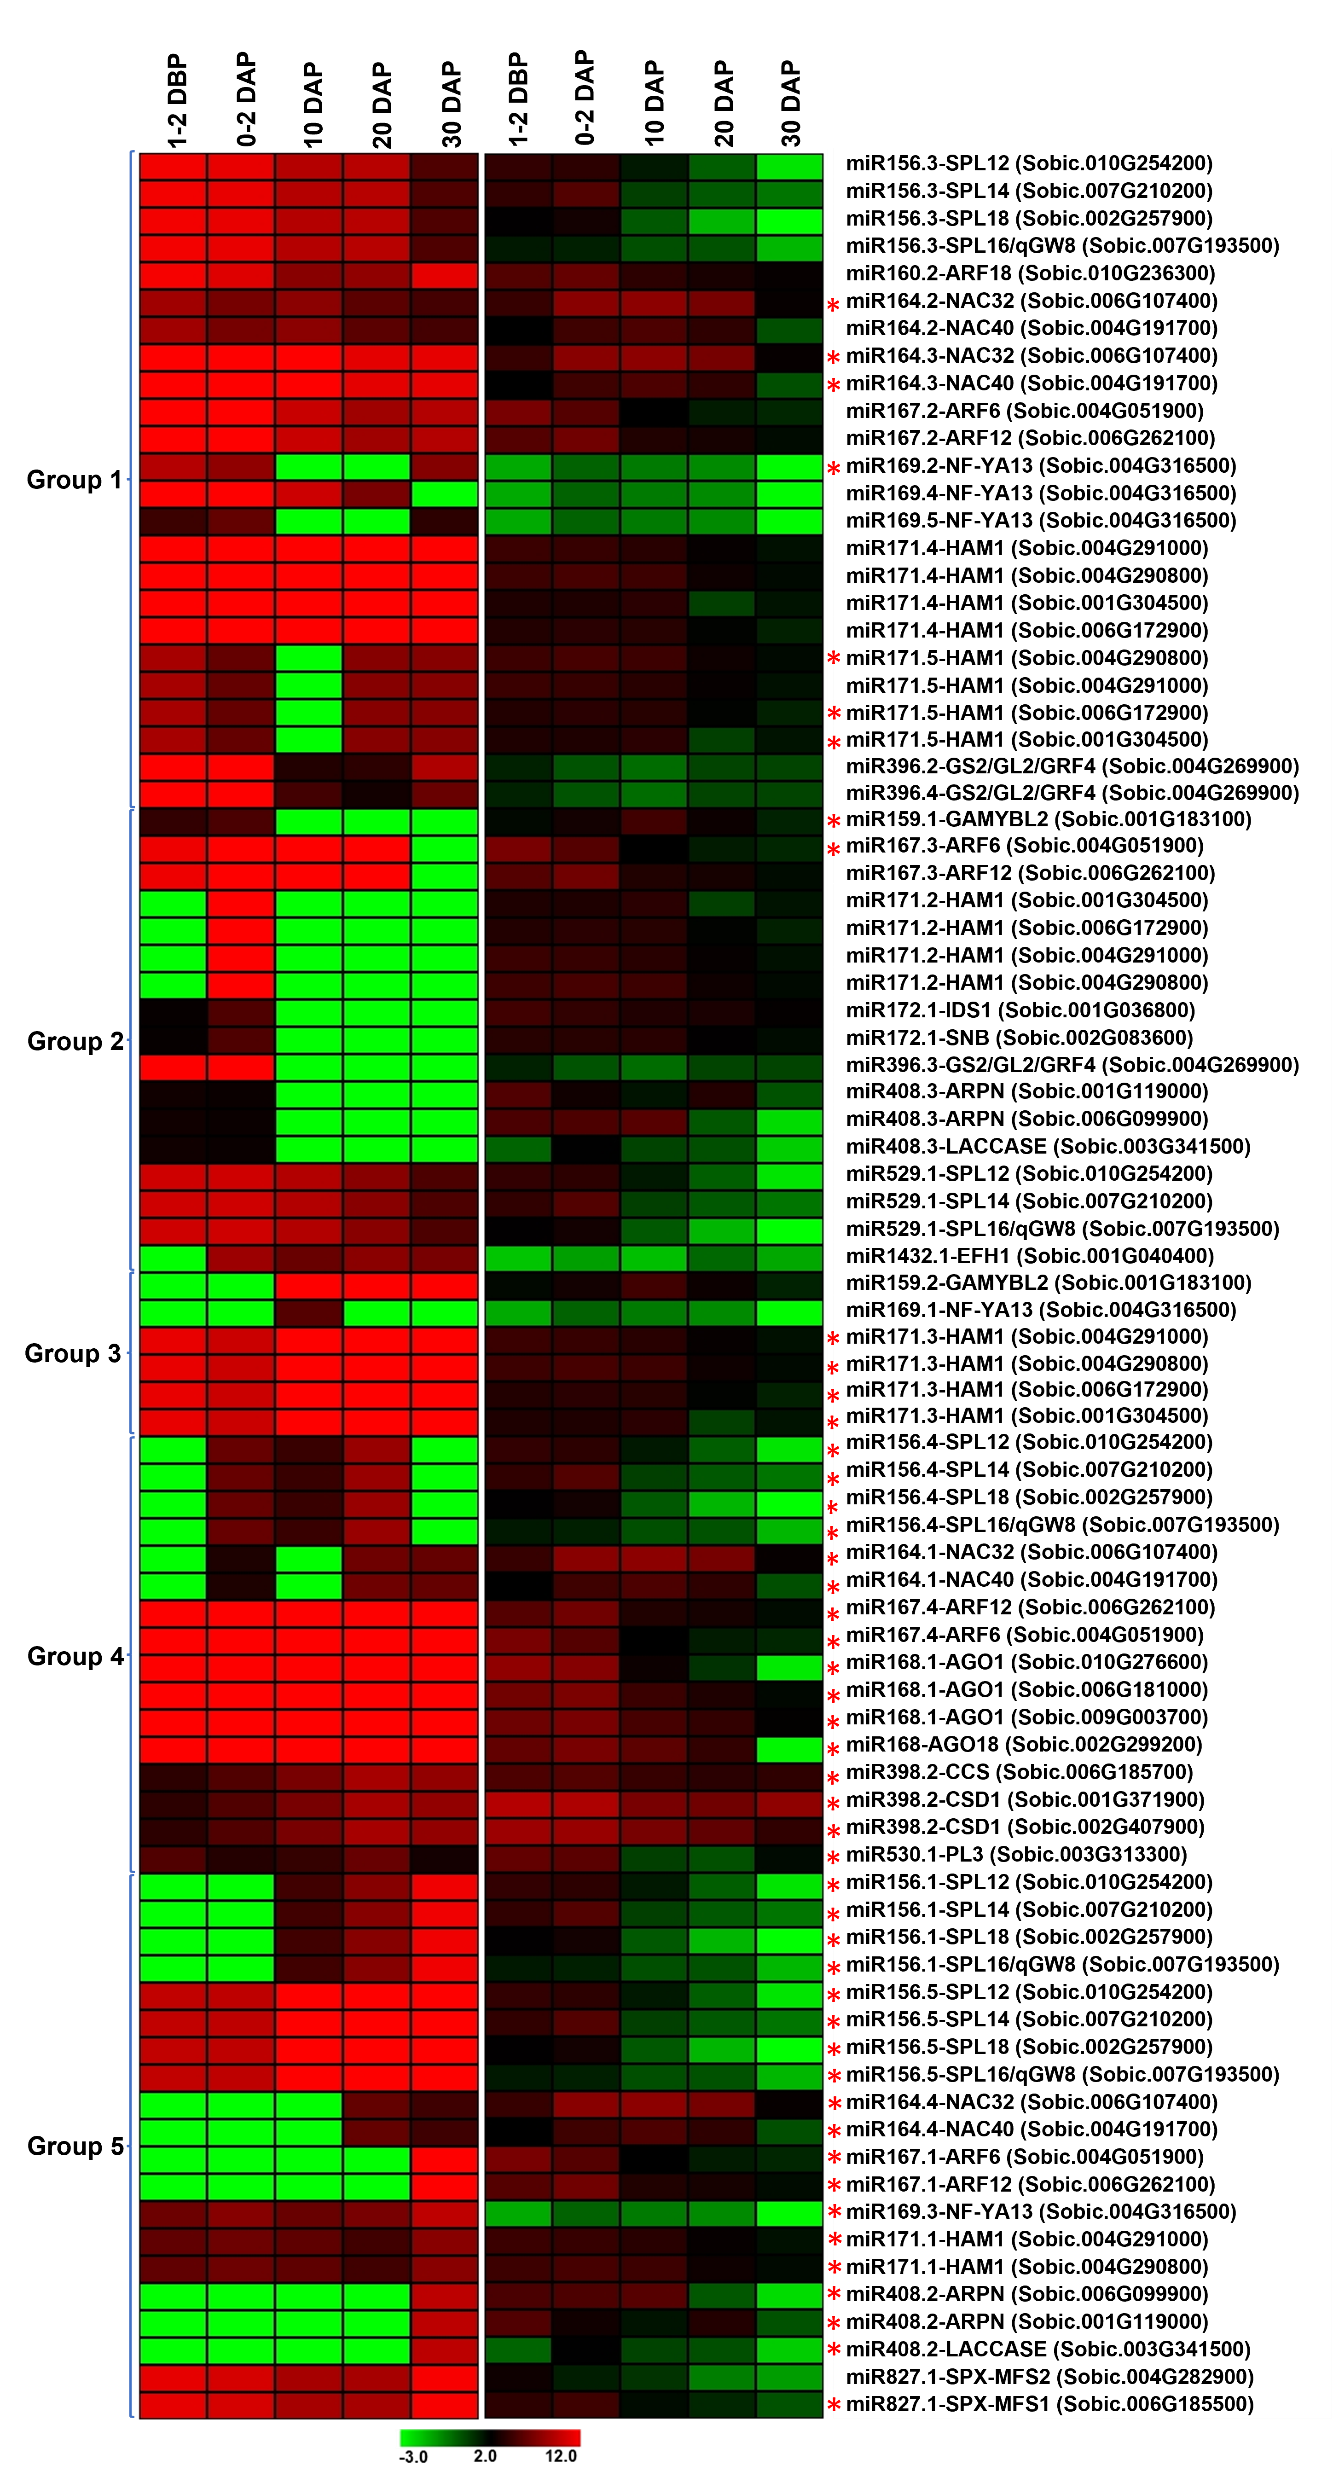 1-2 DBP 0-2 DAP 10 DAP 20 DAP 30 DAP 1-2 DBP 0-2 DAP 10 DAP 20 DAP 30 DAP
miR156.3-SPL12 (Sobic.010G254200)
miR156.3-SPL14 (Sobic.007G210200)
miR156.3-SPL18 (Sobic.002G257900)
miR156.3-SPL16/qGW8 (Sobic.007G193500)
miR160.2-ARF18 (Sobic.010G236300)
* miR164.2-NAC32 (Sobic.006G107400)
miR164.2-NAC40 (Sobic.004G191700)
* miR164.3-NAC32 (Sobic.006G107400)
* miR164.3-NAC40 (Sobic.004G191700)
miR167.2-ARF6 (Sobic.004G051900)
miR167.2-ARF12 (Sobic.006G262100)
Group 1
* miR169.2-NF-YA13 (Sobic.004G316500)
miR169.4-NF-YA13 (Sobic.004G316500)
miR169.5-NF-YA13 (Sobic.004G316500)
miR171.4-HAM1 (Sobic.004G291000)
miR171.4-HAM1 (Sobic.004G290800)
miR171.4-HAM1 (Sobic.001G304500)
miR171.4-HAM1 (Sobic.006G172900)
* miR171.5-HAM1 (Sobic.004G290800)
miR171.5-HAM1 (Sobic.004G291000)
* miR171.5-HAM1 (Sobic.006G172900)
* miR171.5-HAM1 (Sobic.001G304500)
miR396.2-GS2/GL2/GRF4 (Sobic.004G269900)
miR396.4-GS2/GL2/GRF4 (Sobic.004G269900)
* miR159.1-GAMYBL2 (Sobic.001G183100)
* miR167.3-ARF6 (Sobic.004G051900)
miR167.3-ARF12 (Sobic.006G262100)
miR171.2-HAM1 (Sobic.001G304500)
miR171.2-HAM1 (Sobic.006G172900)
miR171.2-HAM1 (Sobic.004G291000)
miR171.2-HAM1 (Sobic.004G290800)
miR172.1-IDS1 (Sobic.001G036800)
Group 2
miR172.1-SNB (Sobic.002G083600)
miR396.3-GS2/GL2/GRF4 (Sobic.004G269900)
miR408.3-ARPN (Sobic.001G119000)
miR408.3-ARPN (Sobic.006G099900)
miR408.3-LACCASE (Sobic.003G341500)
miR529.1-SPL12 (Sobic.010G254200)
miR529.1-SPL14 (Sobic.007G210200)
miR529.1-SPL16/qGW8 (Sobic.007G193500)
miR1432.1-EFH1 (Sobic.001G040400)
miR159.2-GAMYBL2 (Sobic.001G183100)
miR169.1-NF-YA13 (Sobic.004G316500)
* miR171.3-HAM1 (Sobic.004G291000)
Group 3
* miR171.3-HAM1 (Sobic.004G290800)
* miR171.3-HAM1 (Sobic.006G172900)
* miR171.3-HAM1 (Sobic.001G304500)
* miR156.4-SPL12 (Sobic.010G254200)
* miR156.4-SPL14 (Sobic.007G210200)
* miR156.4-SPL18 (Sobic.002G257900)
* miR156.4-SPL16/qGW8 (Sobic.007G193500)
* miR164.1-NAC32 (Sobic.006G107400)
* miR164.1-NAC40 (Sobic.004G191700)
* miR167.4-ARF12 (Sobic.006G262100)
* miR167.4-ARF6 (Sobic.004G051900)
Group 4
* miR168.1-AGO1 (Sobic.010G276600)
* miR168.1-AGO1 (Sobic.006G181000)
* miR168.1-AGO1 (Sobic.009G003700)
* miR168-AGO18 (Sobic.002G299200)
* miR398.2-CCS (Sobic.006G185700)
* miR398.2-CSD1 (Sobic.001G371900)
* miR398.2-CSD1 (Sobic.002G407900)
* miR530.1-PL3 (Sobic.003G313300)
* miR156.1-SPL12 (Sobic.010G254200)
* miR156.1-SPL14 (Sobic.007G210200)
* miR156.1-SPL18 (Sobic.002G257900)
* miR156.1-SPL16/qGW8 (Sobic.007G193500)
* miR156.5-SPL12 (Sobic.010G254200)
* miR156.5-SPL14 (Sobic.007G210200)
* miR156.5-SPL18 (Sobic.002G257900)
* miR156.5-SPL16/qGW8 (Sobic.007G193500)
* miR164.4-NAC32 (Sobic.006G107400)
* miR164.4-NAC40 (Sobic.004G191700)
Group 5
* miR167.1-ARF6 (Sobic.004G051900)
* miR167.1-ARF12 (Sobic.006G262100)
* miR169.3-NF-YA13 (Sobic.004G316500)
* miR171.1-HAM1 (Sobic.004G291000)
* miR171.1-HAM1 (Sobic.004G290800)
* miR408.2-ARPN (Sobic.006G099900)
* miR408.2-ARPN (Sobic.001G119000)
* miR408.2-LACCASE (Sobic.003G341500)
miR827.1-SPX-MFS2 (Sobic.004G282900)
* miR827.1-SPX-MFS1 (Sobic.006G185500)
-3.0 2.0 12.0